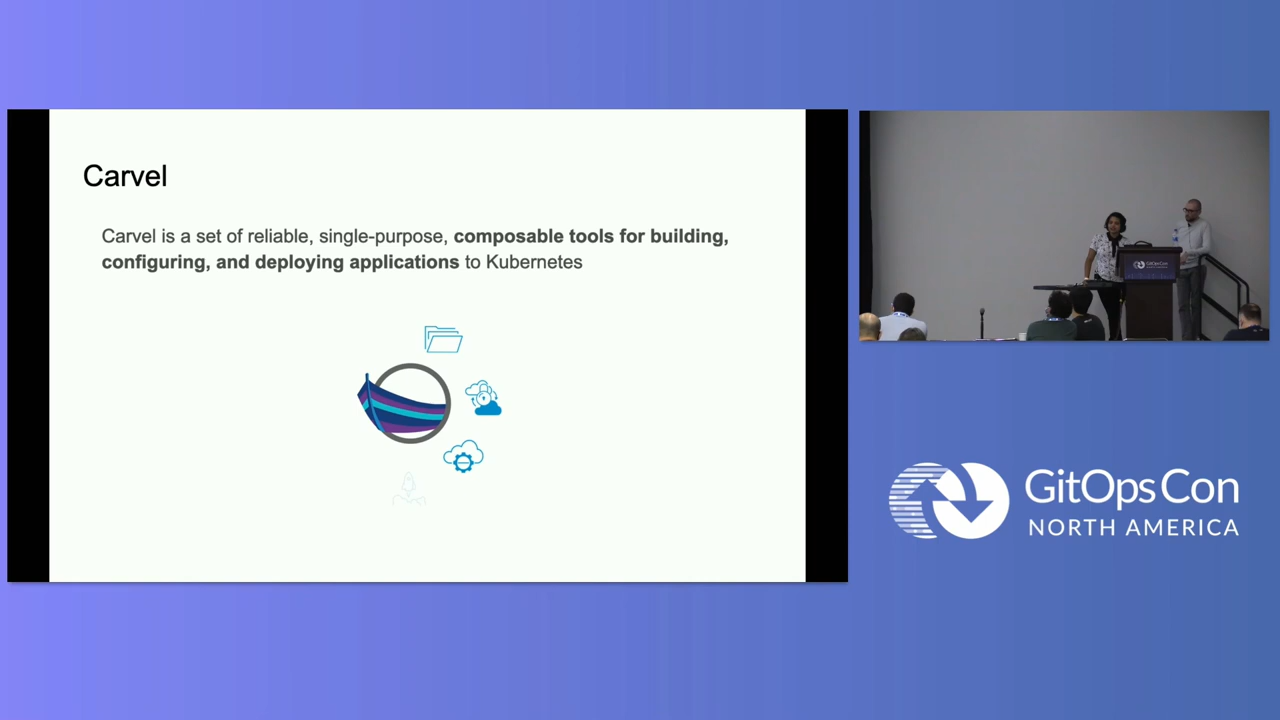 Carvel
Carvel is a set of reliable, single-purpose, composable tools for building,
configuring, and deploying applications to Kubernetes
GitOpsCon
GitOpsCon
NORTH AMERICA